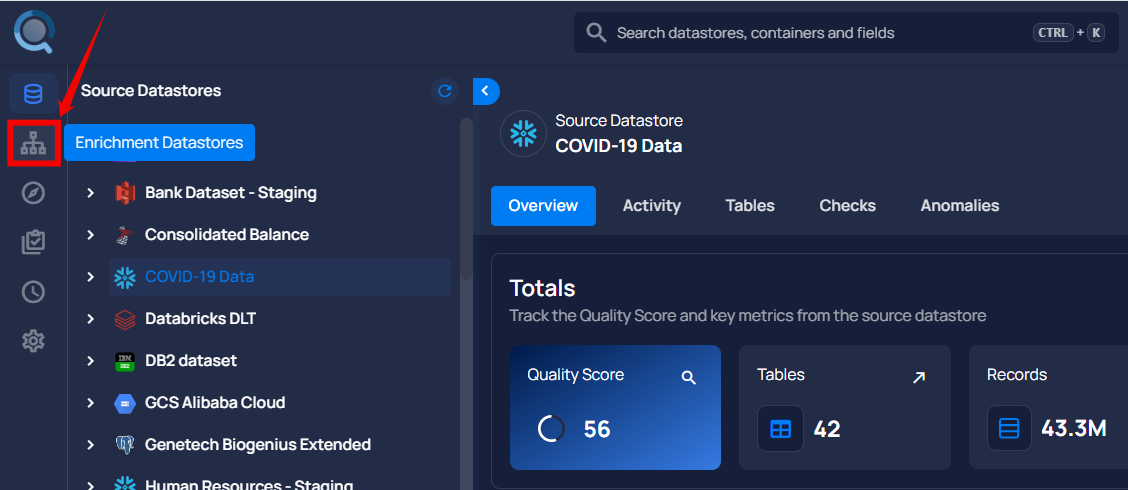 Search datastores, containers and fields
CTRL + K
Source Datastores
Enrichment Datastores
Bank Dataset - Staging
Consolidated Balance
COVID-19 Data
Databricks DLT
IBM
DB2
DB2 dataset
GCS Alibaba Cloud
Genetech Biogenius Extended
Human Resources - Staging
Source Datastore
COVID-19 Data
Overview Activity Tables Checks Anomalies
Totals
Track the Quality Score and key metrics from the source datastore
Quality Score
56
Tables
42
Records
43.3M